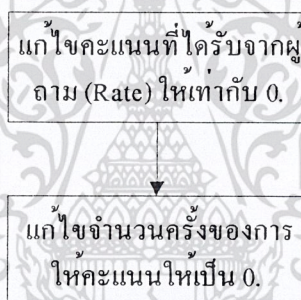 แก้ไขคะแนนที่ได้รับจากผู้
ถาม (Rate) ให้เท่ากับ 0.
แก้ไขจำนวนครั้งของการ
ให้คะแนนให้เป็น 0.